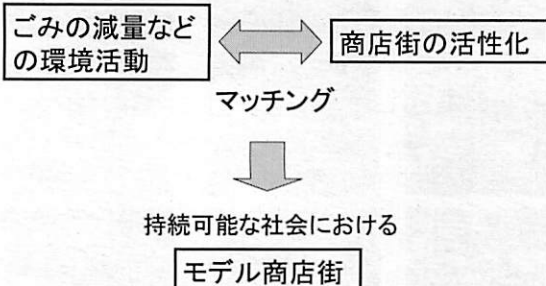 ごみの減量など
の環境活動
商店街の活性化
マッチング
持続可能な社会における
モデル商店街